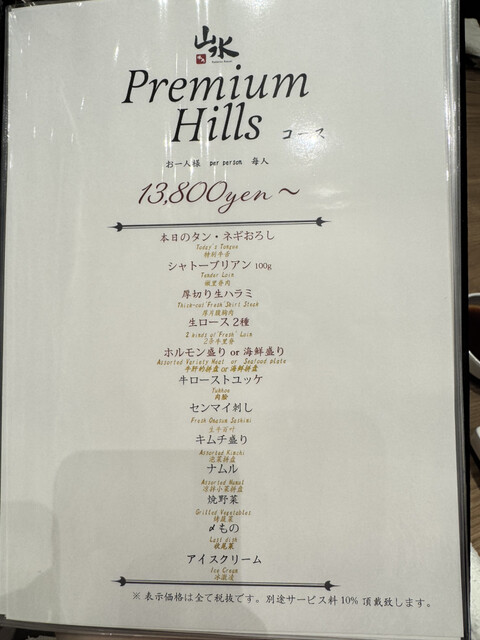 山水
Premium
Hills コース
お一人様 per person 毎人
13,800yen～
本日のタン・ネギおろし
Today's Tongue
特別牛舌
シャトーブリアン 100g
Tender Loin
椒里脊肉
厚切り生ハラミ
Thick-cut"Fresh"Skirt Steak
厚片腹胸肉
生ロース2種
2 kinds of"Fresh" Loin
2条牛里脊
ホルモン盛り or 海鮮盛り
Assorted Variety Meat or Seafood plate
牛肝的拼盘 or 海鲜拼盘
牛ローストユッケ
Yukhoe
肉脍
センマイ刺し
Fresh Omasum Sashimi
生牛百叶
キムチ盛り
Assorted Kimchi
泡菜拼盘
ナムル
Assorted Namul
凉拌小菜拼盘
焼野菜
Grilled Vegetables
烤蔬菜
〆もの
Last dish
收尾菜
アイスクリーム
Ice Cream
冰激凌
※表示価格は全て税抜です。別途サービス料10%頂戴致します。